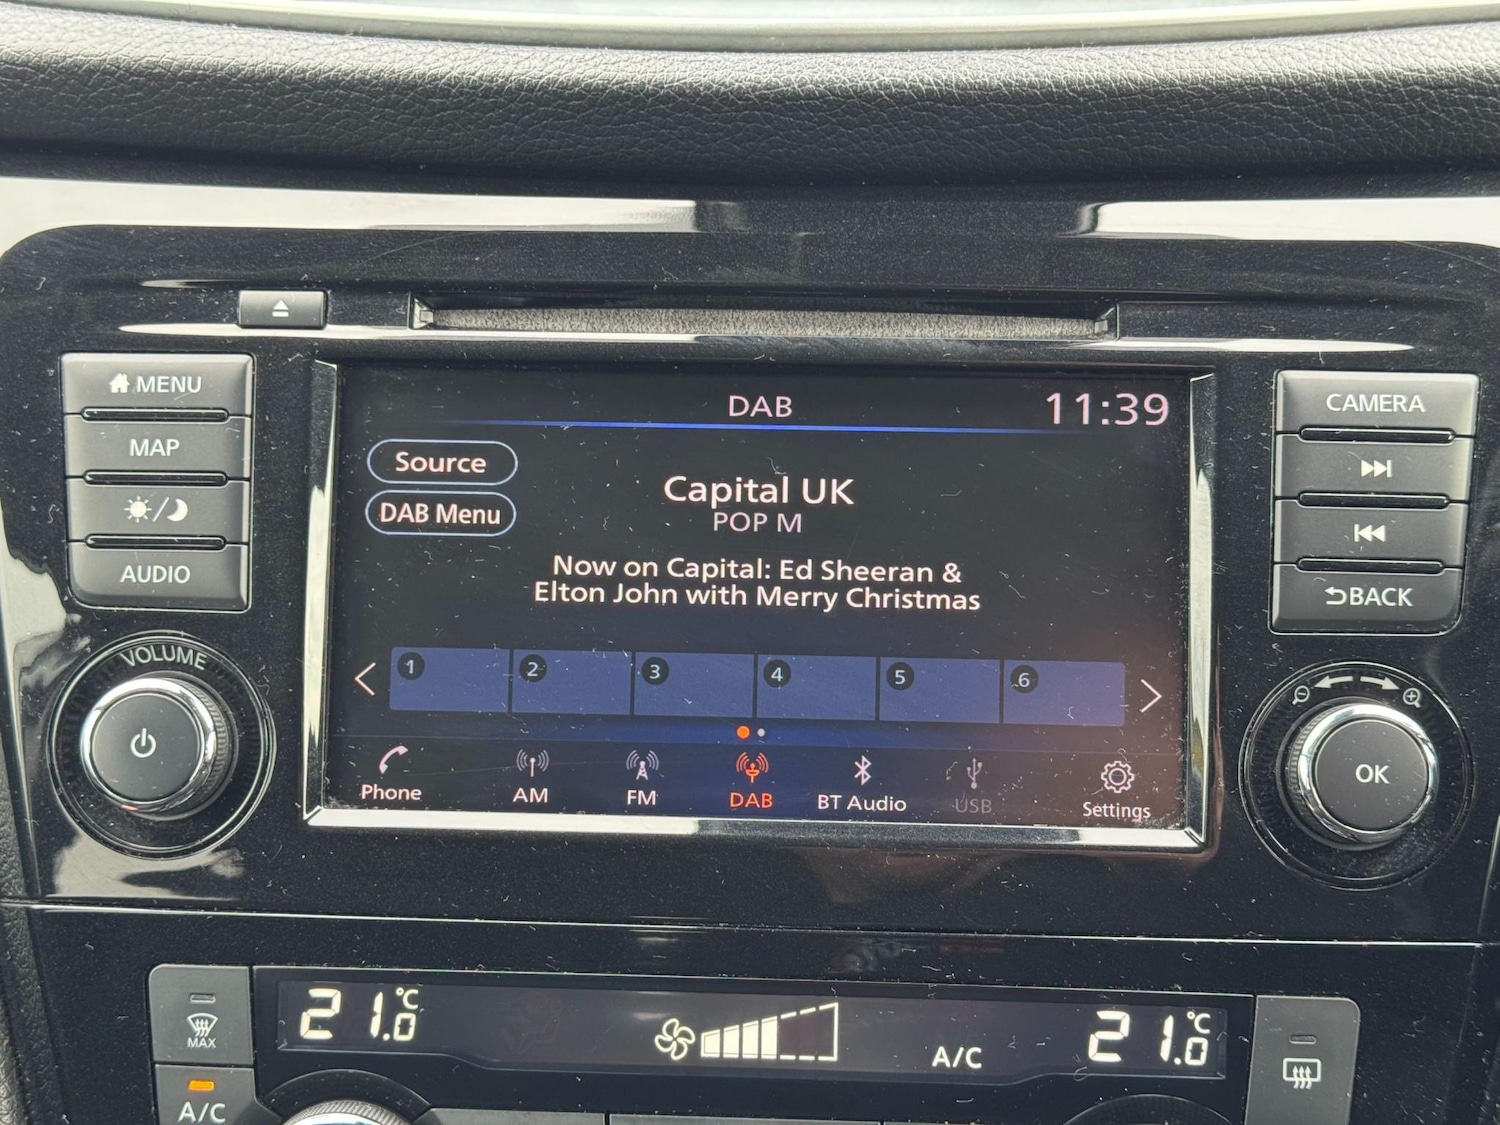 MENU
MAP
AUDIO
VOLUME
DAB
11:39
Source
DAB Menu
Capital UK
POP M
Now on Capital: Ed Sheeran &
Elton John with Merry Christmas
1 2 3 4 5 6
Phone AM FM DAB BT Audio USB Settings
CAMERA
BACK
OK
MAX
A/C
21.0°C
A/C
21.0°C